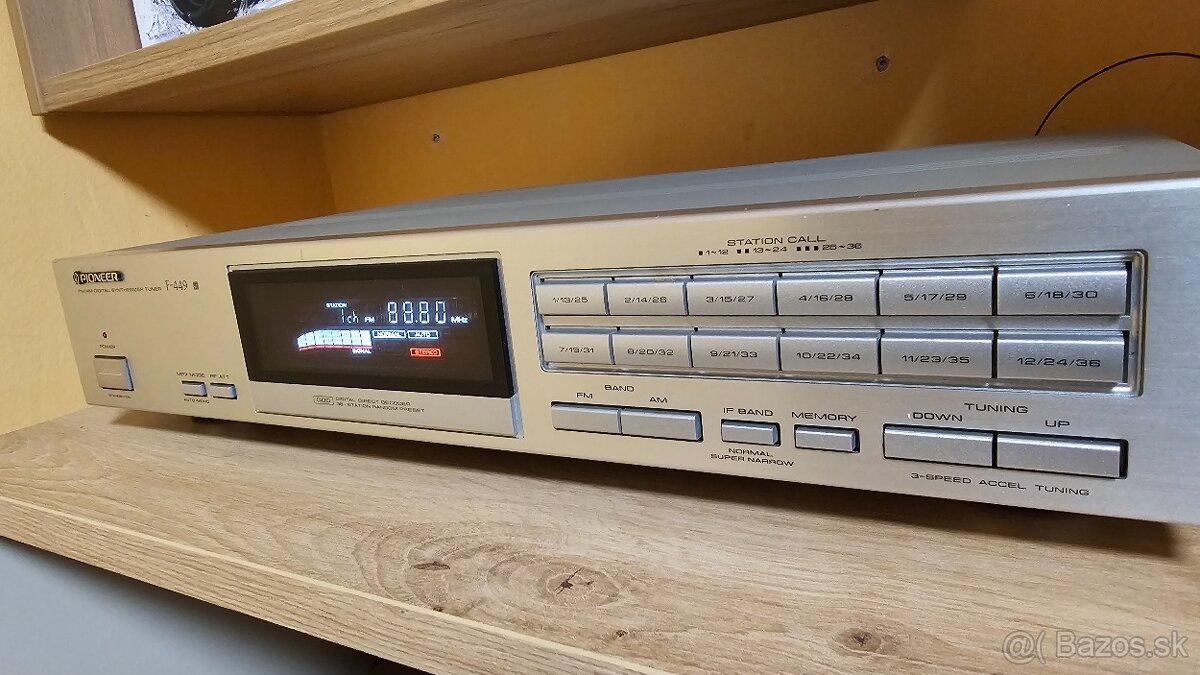 PIONEER
FM/AM DIGITAL SYNTHESIZER TUNER F-449
POWER
STANDBY/ON
MPX MODE RF ATT
AUTO MEMO
STATION
1ch FM 88.80 MHz
NORMAL AUTO
SIGNAL STEREO
DIGITAL DIRECT DECODER
36-STATION RANDOM PRESET
STATION CALL
1~12 13~24 25~36
1/13/25 2/14/26 3/15/27 4/16/28 5/17/29 6/18/30
7/19/31 8/20/32 9/21/33 10/22/34 11/23/35 12/24/36
BAND
FM AM
IF BAND
NORMAL
SUPER NARROW
MEMORY
TUNING
DOWN UP
3-SPEED ACCEL TUNING
@( Bazos.sk